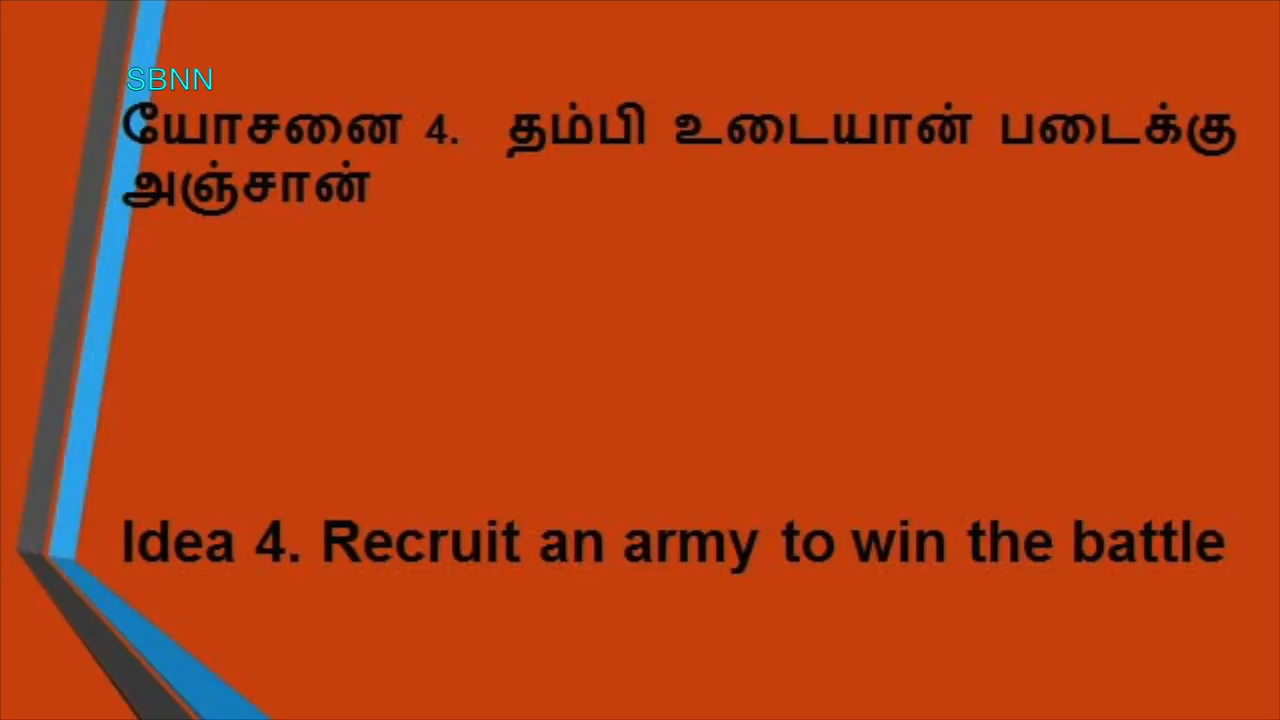 SBNN
யோசனை 4. தம்பி உடையான் படைக்கு
அஞ்சான்
Idea 4. Recruit an army to win the battle